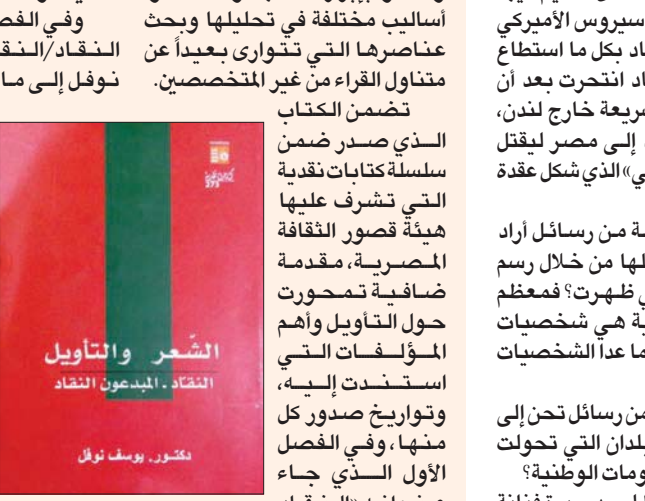 سيروس الأميركي
اد بكل ما استطاع
اد انتحرت بعد أن
مريعة خارج لندن،
إلى مصر ليقتل
ي» الذي شكل عقدة
ة من رسائل أراد
لها من خلال رسم
ي ظهرت؟ فمعظم
ية هي شخصيات
ما عدا الشخصيات
من رسائل تحن إلى
بلدان التي تحولت
ومات الوطنية؟
أساليب مختلفة في تحليلها وبحث
عناصرها التي تتوارى بعيداً عن
متناول القراء من غير المتخصصين.
تضمن الكتاب
الذي صدر ضمن
سلسلة كتابات نقدية
التي تشرف عليها
هيئة قصور الثقافة
المصرية، مقدمة
ضافية تمحورت
حول التأويل وأهم
المؤلفات التي
استندت إليه،
وتواريخ صدور كل
منها، وفي الفصل
الأول الذي جاء
وفي الفص
النقاد/النقا
نوفل إلى ما
الشعر والتأويل
النقاد . المبدعون النقاد
دكتور. يوسف نوفل